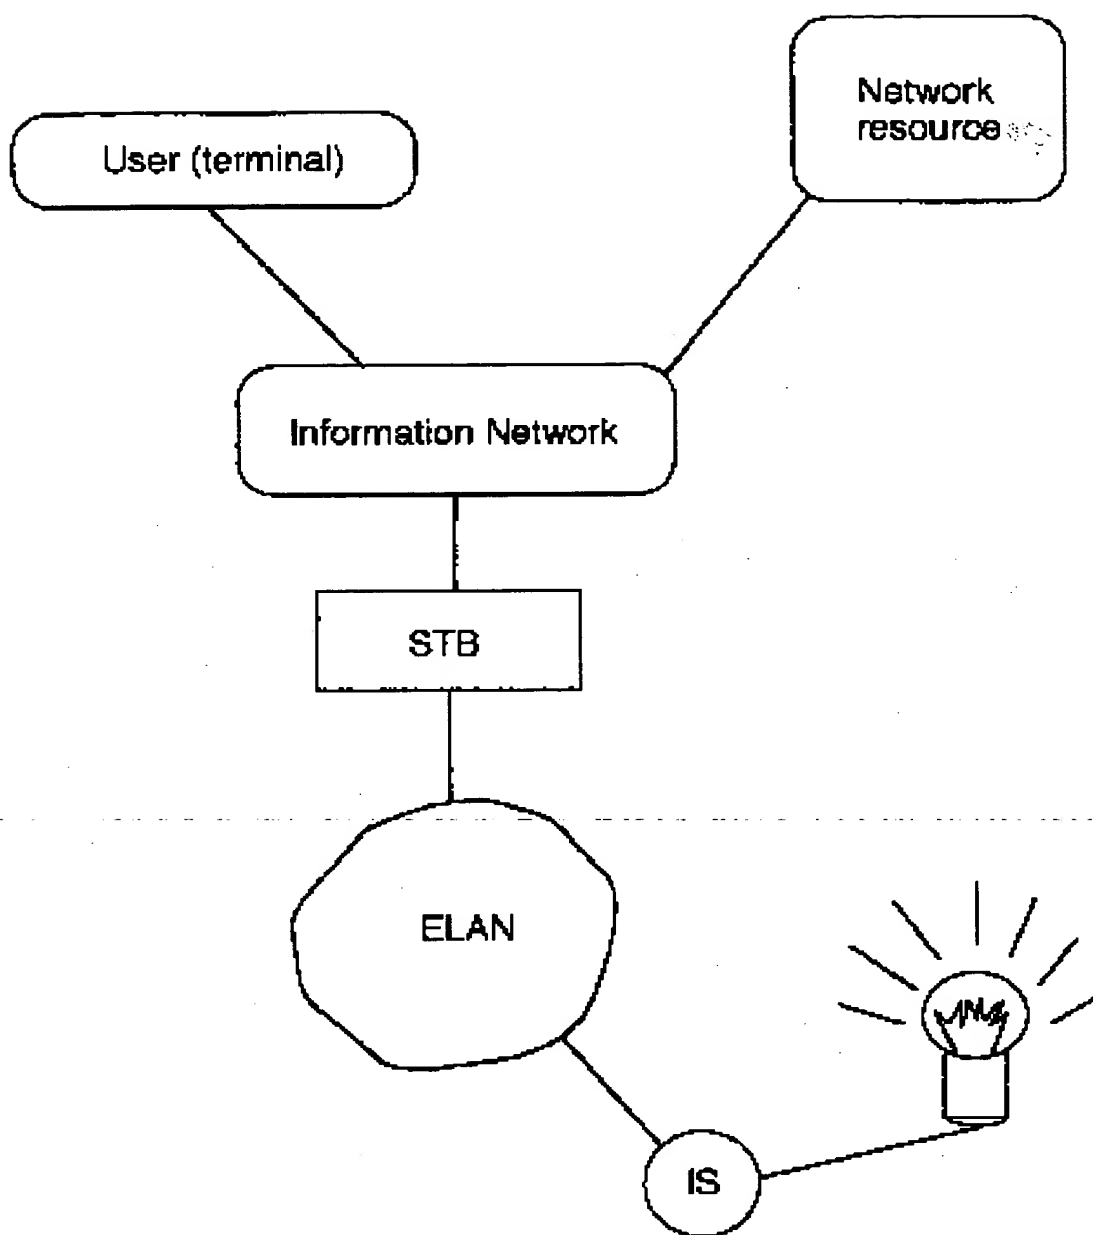 Network
resource
User (terminal)
Information Network
STB
ELAN
IS